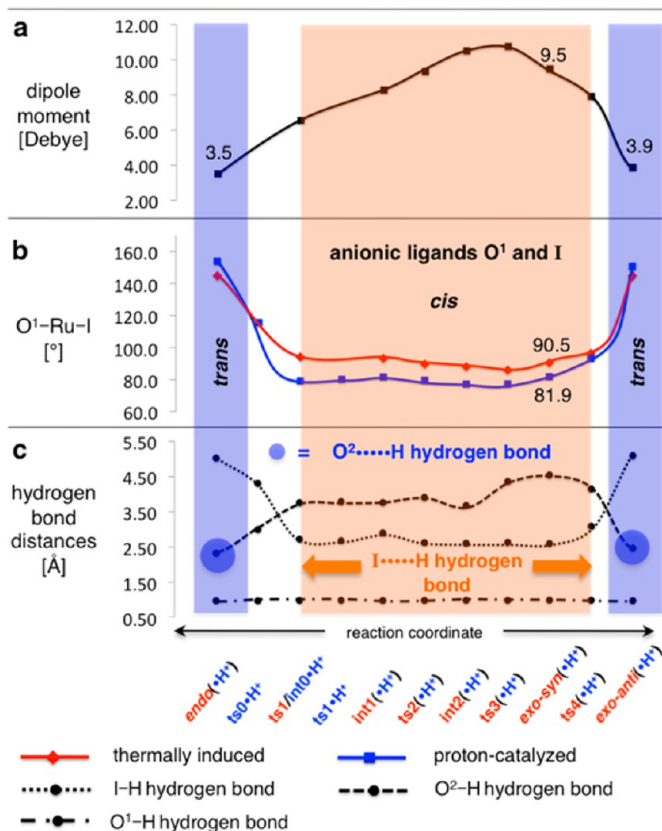 a
dipole
moment
[Debye]
12.00
10.00
8.00
6.00
4.00
2.00
3.5
9.5
3.9
b
O¹–Ru–I
[°]
160.0
140.0
120.0
100.0
80.0
60.0
anionic ligands O¹ and I
cis
trans
trans
90.5
81.9
c
hydrogen
bond
distances
[Å]
5.50
4.50
3.50
2.50
1.50
0.50
= O²•••••H hydrogen bond
I•••••H hydrogen
bond
reaction coordinate
endo(•H⁺)
ts0•H⁺
ts1/int0•H⁺
ts1•H⁺
int1(•H⁺)
ts2(•H⁺)
int2(•H⁺)
ts3(•H⁺)
exo-syn(•H⁺)
ts4(•H⁺)
exo-anti(•H⁺)
thermally induced
proton-catalyzed
I–H hydrogen bond
O²–H hydrogen bond
O¹–H hydrogen bond